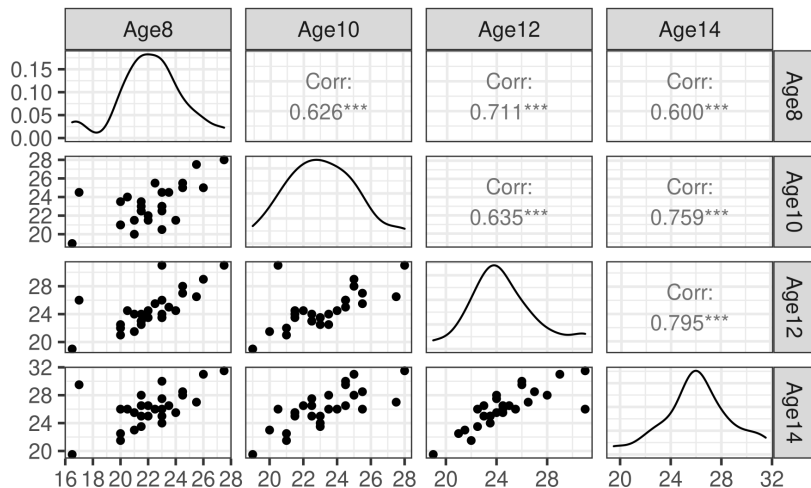 Age8 Age10 Age12 Age14
0.15
0.10
0.05
0.00
Corr:
0.626***
Corr:
0.711***
Corr:
0.600***
Age8
28
26
24
22
20
Corr:
0.635***
Corr:
0.759***
Age10
28
24
20
Corr:
0.795***
Age12
32
28
24
20
Age14
16 18 20 22 24 26 28 20 22 24 26 28 20 24 28 20 24 28 32